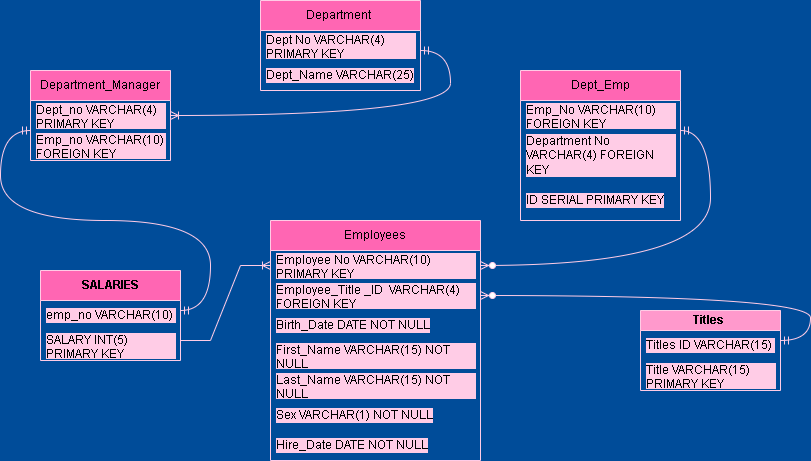 Department
Dept No VARCHAR(4)
PRIMARY KEY
Dept_Name VARCHAR(25)
Department_Manager
Dept_no VARCHAR(4)
PRIMARY KEY
Emp_no VARCHAR(10)
FOREIGN KEY
Dept_Emp
Emp_No VARCHAR(10)
FOREIGN KEY
Department No
VARCHAR(4) FOREIGN
KEY
ID SERIAL PRIMARY KEY
Employees
Employee No VARCHAR(10)
PRIMARY KEY
Employee_Title _ID VARCHAR(4)
FOREIGN KEY
Birth_Date DATE NOT NULL
First_Name VARCHAR(15) NOT
NULL
Last_Name VARCHAR(15) NOT
NULL
Sex VARCHAR(1) NOT NULL
Hire_Date DATE NOT NULL
SALARIES
emp_no VARCHAR(10)
SALARY INT(5)
PRIMARY KEY
Titles
Titles ID VARCHAR(15)
Title VARCHAR(15)
PRIMARY KEY